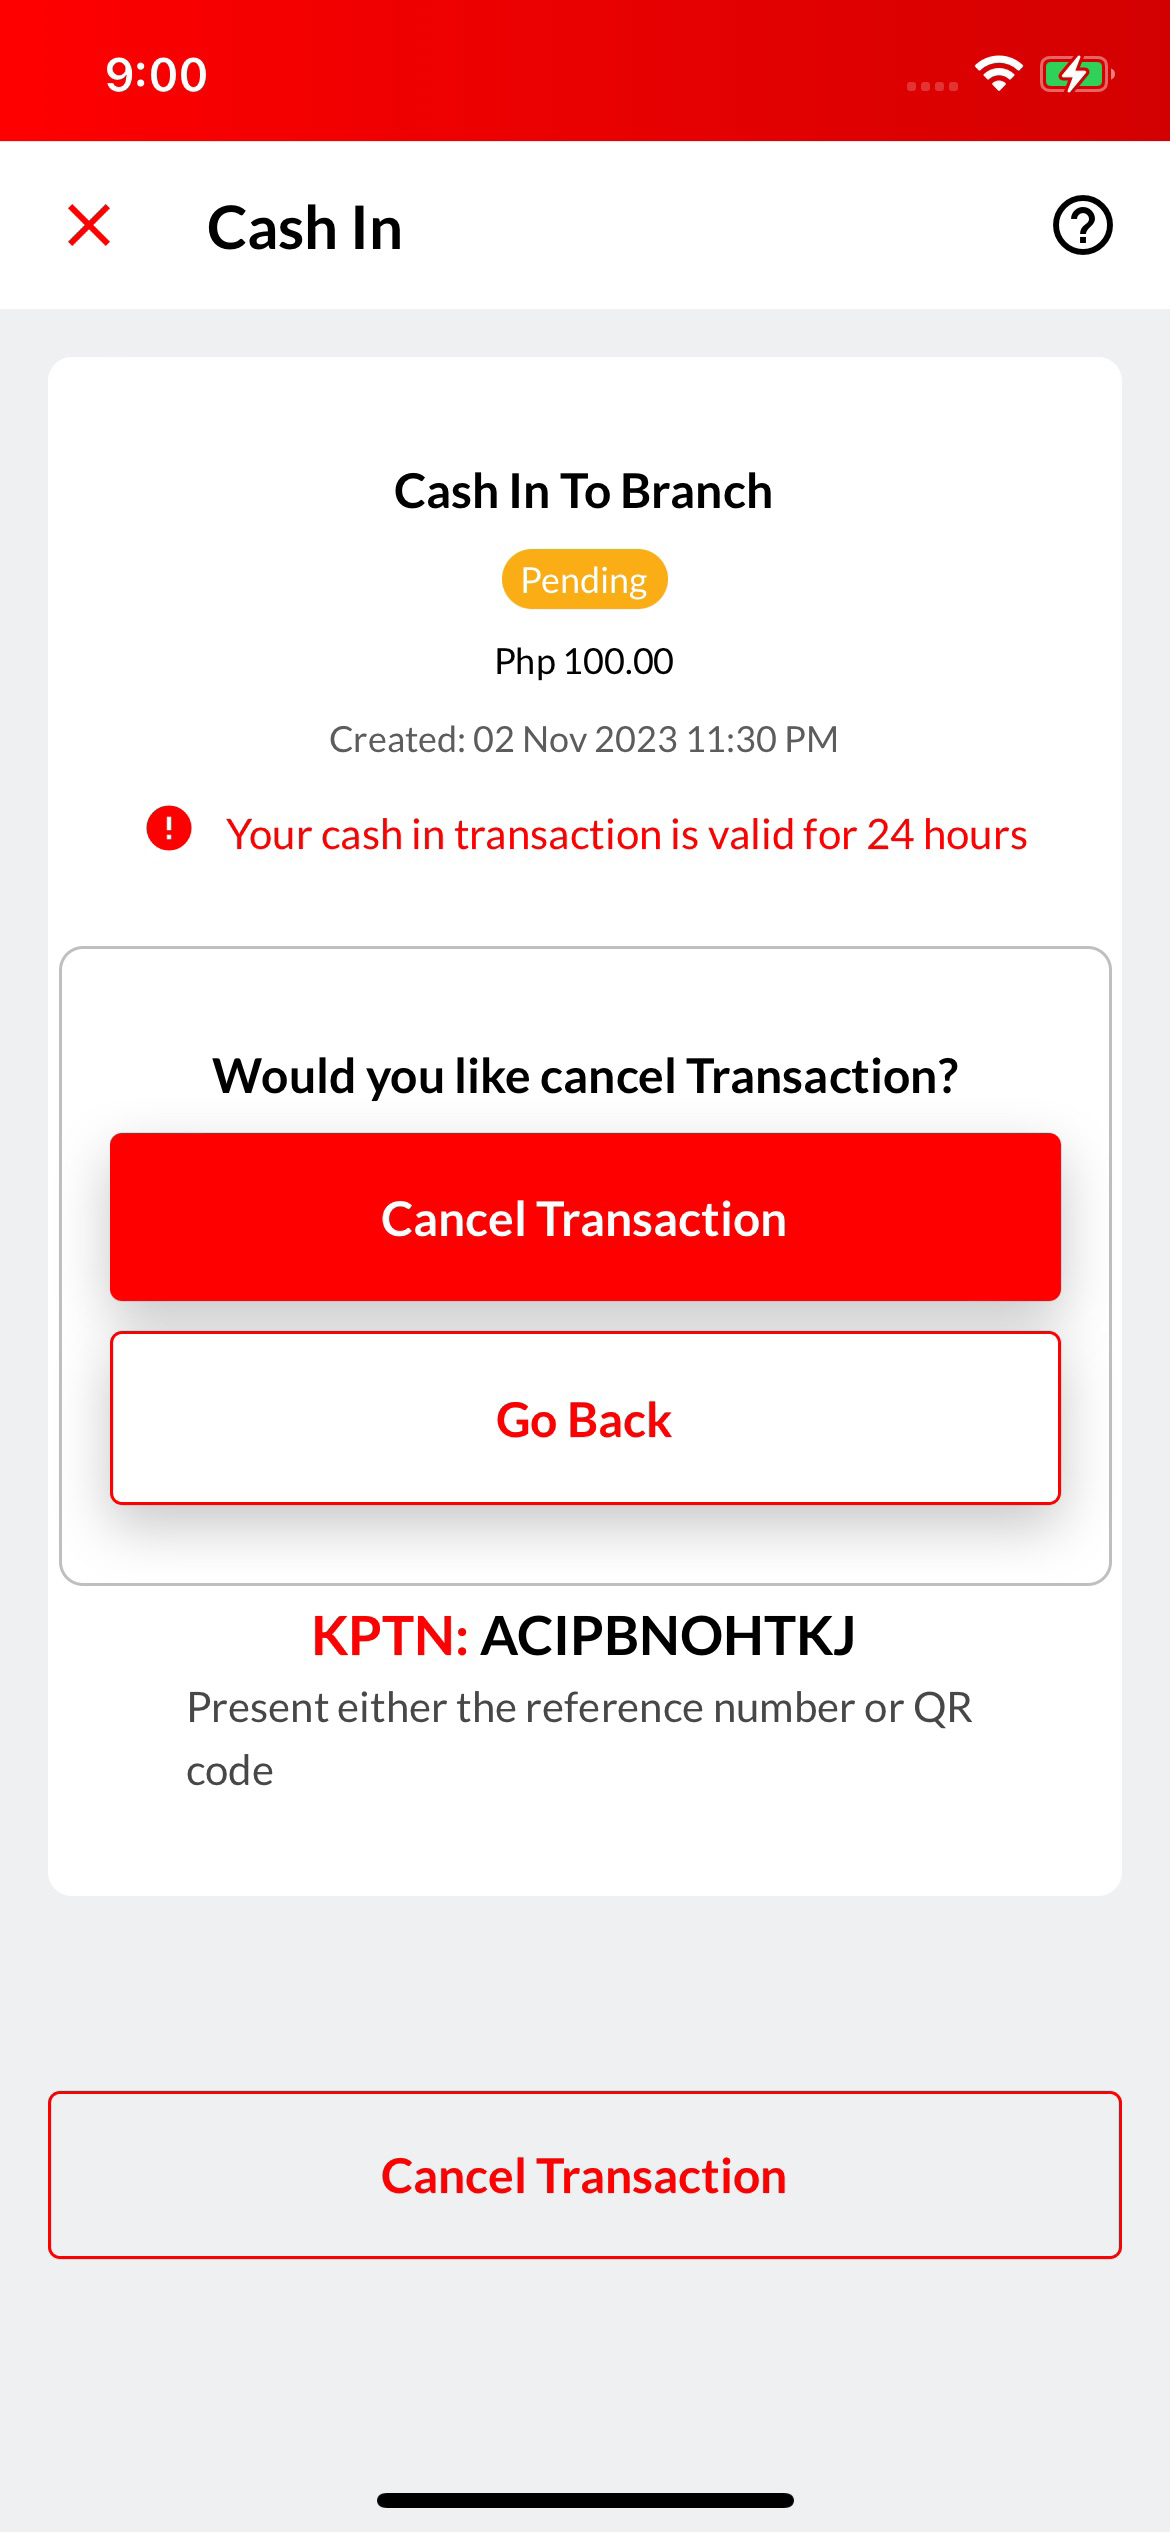 9:00
Cash In
Cash In To Branch
Pending
Php 100.00
Created: 02 Nov 2023 11:30 PM
Your cash in transaction is valid for 24 hours
Would you like cancel Transaction?
Cancel Transaction
Go Back
KPTN: ACIPBNOHTKJ
Present either the reference number or QR
code
Cancel Transaction